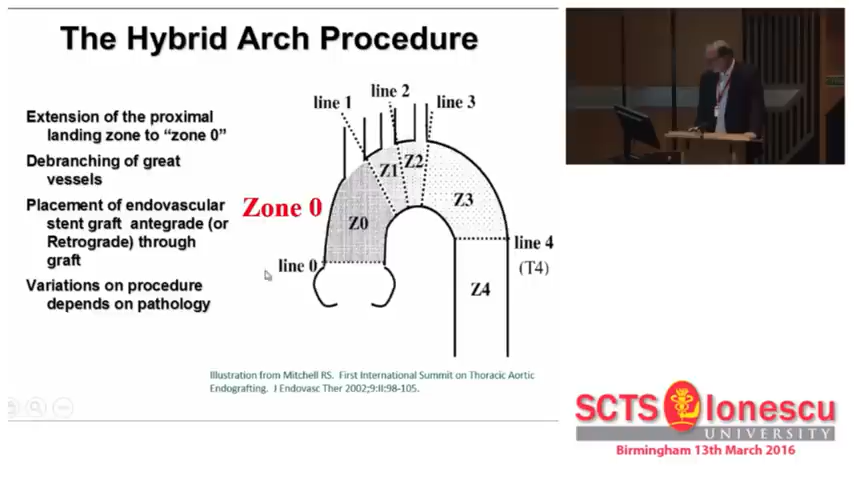 The Hybrid Arch Procedure
Extension of the proximal
landing zone to “zone 0”
Debranching of great
vessels
Placement of endovascular
stent graft antegrade (or
Retrograde) through
graft
Variations on procedure
depends on pathology
Zone 0
line 1
line 2
line 3
Z1
Z2
Z0
Z3
line 0
line 4
(T4)
Z4
Illustration from Mitchell RS. First International Summit on Thoracic Aortic
Endografting. J Endovasc Ther 2002;9:II:98-105.
SCTS Ionescu
UNIVERSITY
Birmingham 13th March 2016